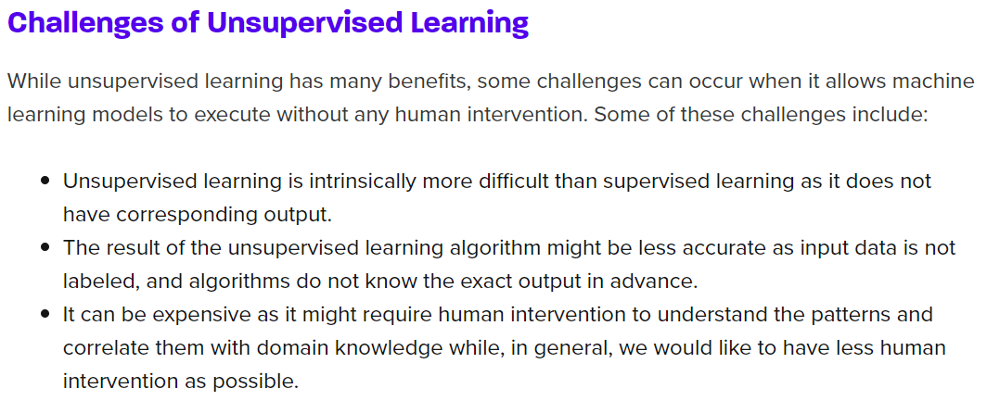 Challenges of Unsupervised Learning
While unsupervised learning has many benefits, some challenges can occur when it allows machine
learning models to execute without any human intervention. Some of these challenges include:
• Unsupervised learning is intrinsically more difficult than supervised learning as it does not
have corresponding output.
• The result of the unsupervised learning algorithm might be less accurate as input data is not
labeled, and algorithms do not know the exact output in advance.
• It can be expensive as it might require human intervention to understand the patterns and
correlate them with domain knowledge while, in general, we would like to have less human
intervention as possible.